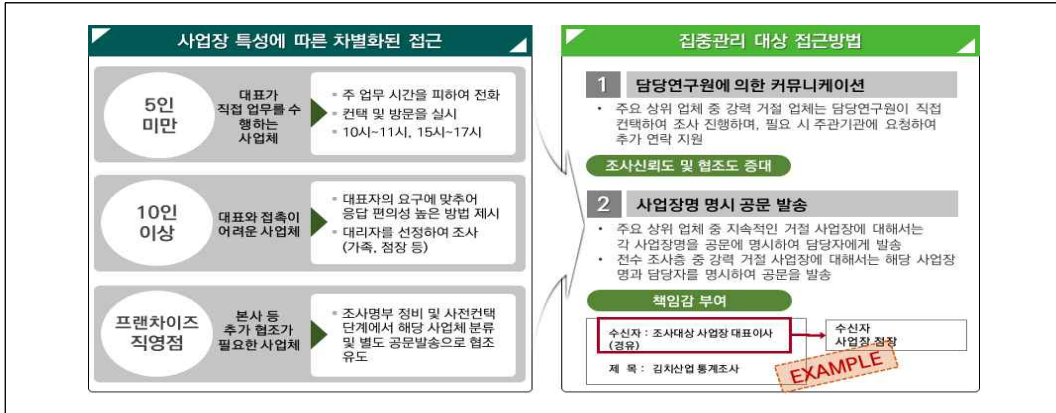 사업장 특성에 따른 차별화된 접근
5인
미만
대표가
직접 업무를 수
행하는
사업체
▪ 주 업무 시간을 피하여 전화
▪ 컨택 및 방문을 실시
▪ 10시~11시, 15시~17시
10인
이상
대표와 접촉이
어려운 사업체
▪ 대표자의 요구에 맞추어
응답 편의성 높은 방법 제시
▪ 대리자를 선정하여 조사
(가족, 점장 등)
프랜차이즈
직영점
본사 등
추가 협조가
필요한 사업체
▪ 조사명부 정비 및 사전컨택
단계에서 해당 사업체 분류
및 별도 공문발송으로 협조
유도
집중관리 대상 접근방법
1 담당연구원에 의한 커뮤니케이션
• 주요 상위 업체 중 강력 거절 업체는 담당연구원이 직접
컨택하여 조사 진행하며, 필요 시 주관기관에 요청하여
추가 연락 지원
조사신뢰도 및 협조도 증대
2 사업장명 명시 공문 발송
• 주요 상위 업체 중 지속적인 거절 사업장에 대해서는
각 사업장명을 공문에 명시하여 담당자에게 발송
• 전수 조사층 중 강력 거절 사업장에 대해서는 해당 사업장
명과 담당자를 명시하여 공문을 발송
책임감 부여
수신자 : 조사대상 사업장 대표이사
(경유)
수신자
사업장 점장
제 목 : 김치산업 통계조사
EXAMPLE